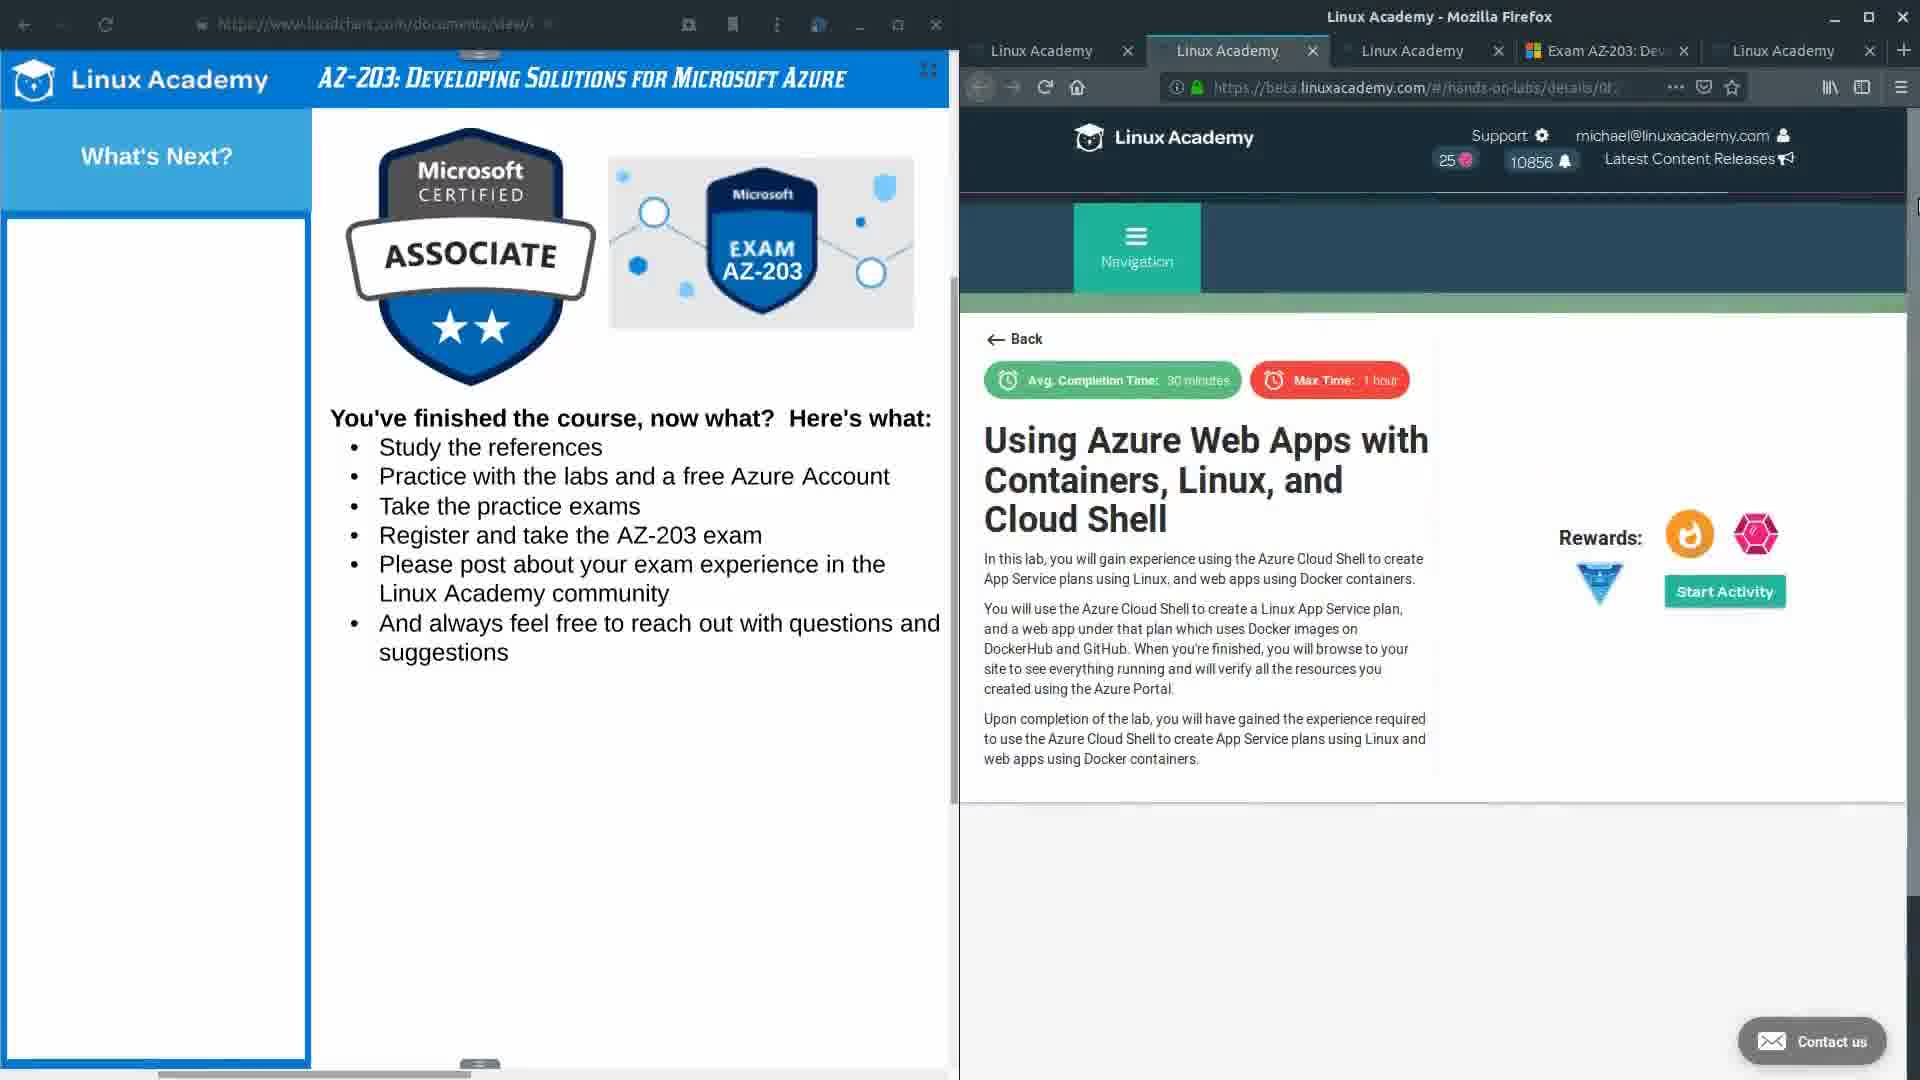 https://www.lucidchart.com/documents/view/
Linux Academy
AZ-203: Developing Solutions for Microsoft Azure
What's Next?
Microsoft
CERTIFIED
ASSOCIATE
Microsoft
EXAM
AZ-203
You've finished the course, now what? Here's what:
• Study the references
• Practice with the labs and a free Azure Account
• Take the practice exams
• Register and take the AZ-203 exam
• Please post about your exam experience in the
Linux Academy community
• And always feel free to reach out with questions and
suggestions
Linux Academy - Mozilla Firefox
Linux Academy
Linux Academy
Linux Academy
Exam AZ-203: Dev
Linux Academy
https://beta.linuxacademy.com/#/hands-on-labs/details/0f
Linux Academy
Support
michael@linuxacademy.com
25
10856
Latest Content Releases
Navigation
Back
Avg. Completion Time: 30 minutes
Max Time: 1 hour
Using Azure Web Apps with
Containers, Linux, and
Cloud Shell
In this lab, you will gain experience using the Azure Cloud Shell to create
App Service plans using Linux, and web apps using Docker containers.
You will use the Azure Cloud Shell to create a Linux App Service plan,
and a web app under that plan which uses Docker images on
DockerHub and GitHub. When you're finished, you will browse to your
site to see everything running and will verify all the resources you
created using the Azure Portal.
Upon completion of the lab, you will have gained the experience required
to use the Azure Cloud Shell to create App Service plans using Linux and
web apps using Docker containers.
Rewards:
Start Activity
Contact us